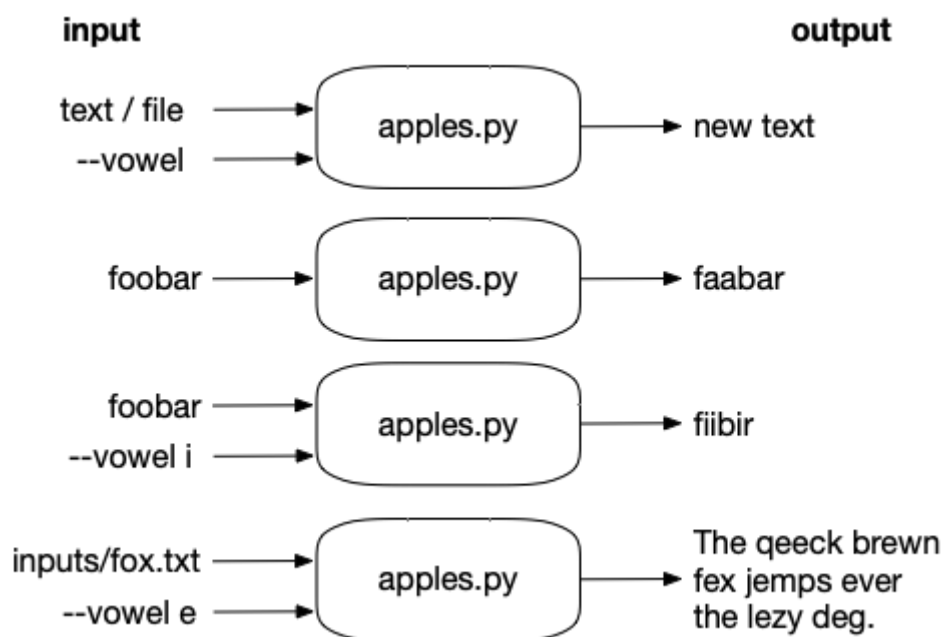 input output
text / file
--vowel
apples.py
new text
foobar
apples.py
faabar
foobar
--vowel i
apples.py
fiibir
inputs/fox.txt
--vowel e
apples.py
The qeeck brewn
fex jemps ever
the lezy deg.